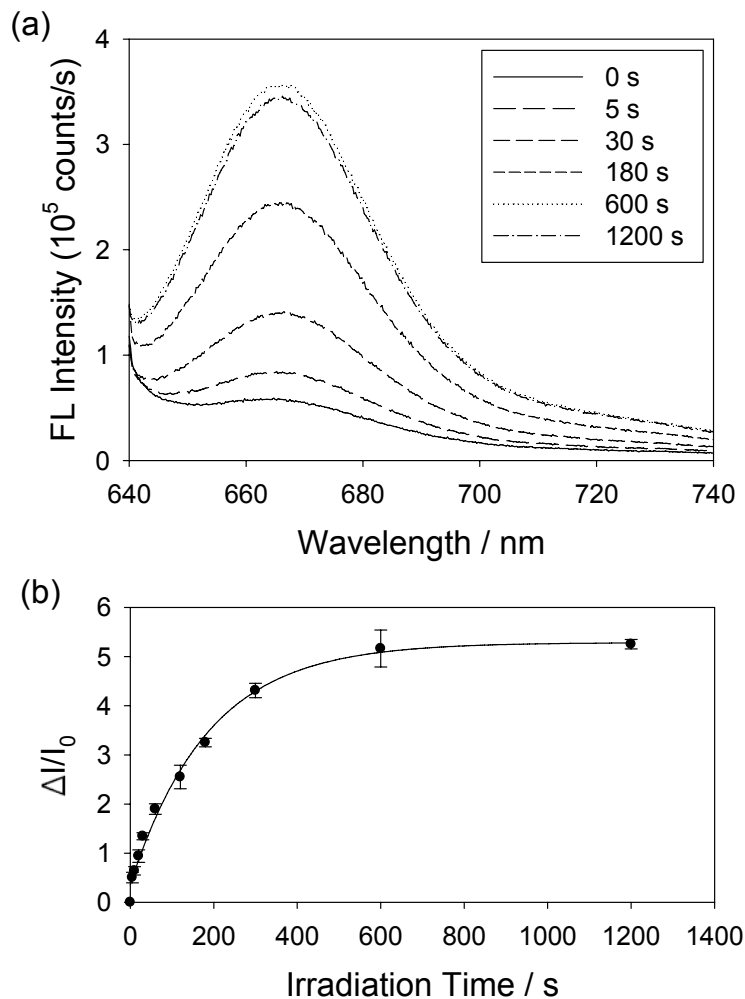 (a)
FL Intensity (10⁵ counts/s)
4
3
2
1
0
0 s
5 s
30 s
180 s
600 s
1200 s
640 660 680 700 720 740
Wavelength / nm
(b)
ΔI/I₀
6
5
4
3
2
1
0
0 200 400 600 800 1000 1200 1400
Irradiation Time / s